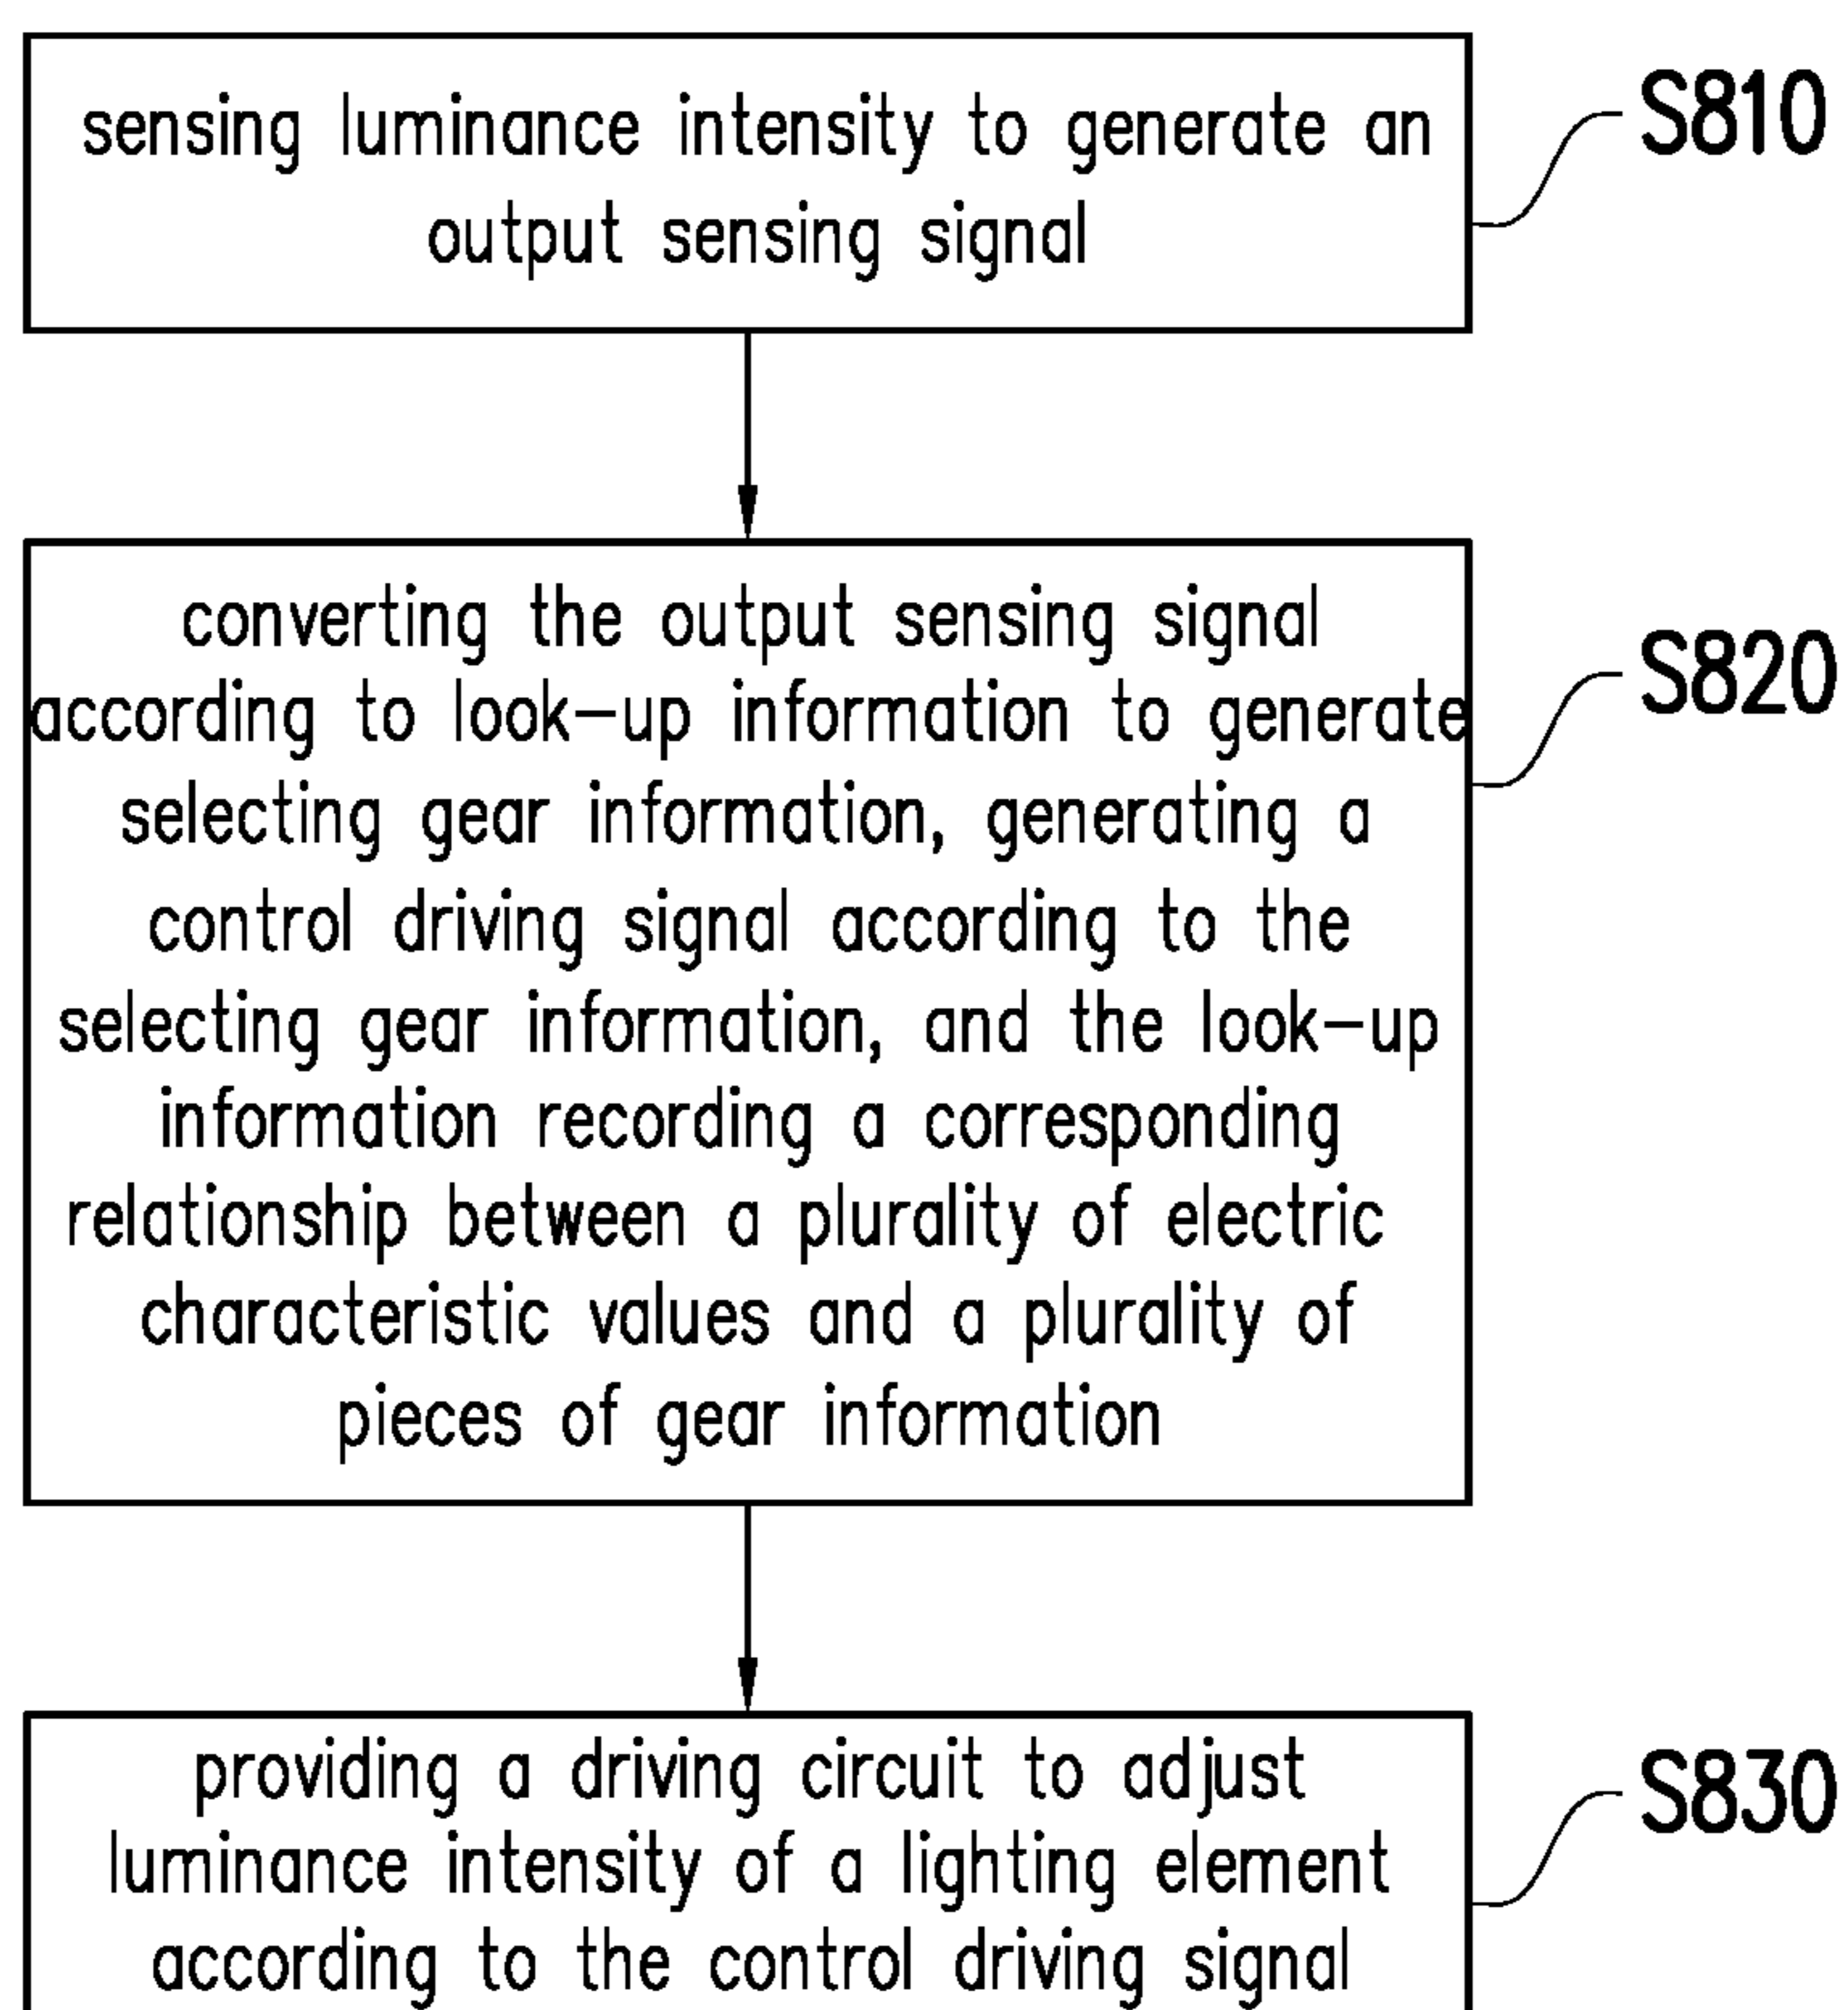 sensing luminance intensity to generate an
output sensing signal
S810
converting the output sensing signal
according to look-up information to generate
selecting gear information, generating a
control driving signal according to the
selecting gear information, and the look-up
information recording a corresponding
relationship between a plurality of electric
characteristic values and a plurality of
pieces of gear information
S820
providing a driving circuit to adjust
luminance intensity of a lighting element
according to the control driving signal
S830